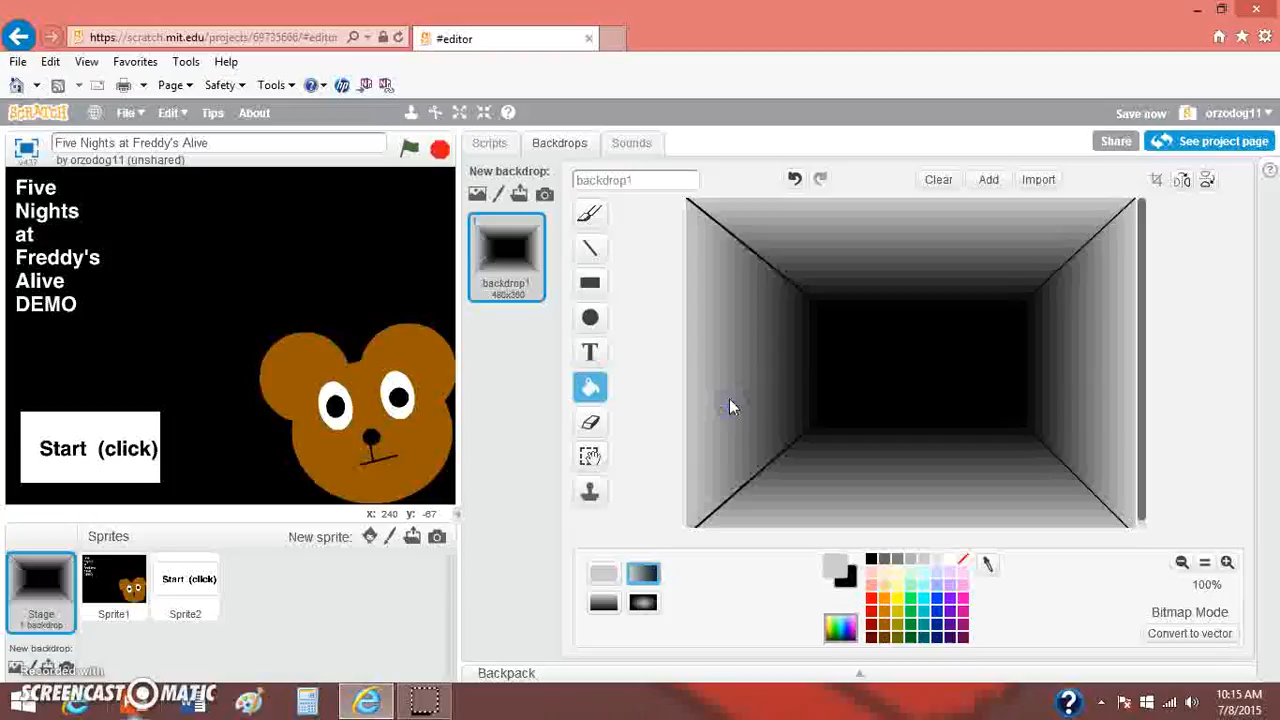 https://scratch.mit.edu/projects/69735666/#editor
#editor
File Edit View Favorites Tools Help
Page Safety Tools
SCRATCH File Edit Tips About Save now orzodog11
Five Nights at Freddy's Alive
by orzodog11 (unshared)
v437
Scripts Backdrops Sounds
Share See project page
New backdrop:
backdrop1
Clear Add Import
1
backdrop1
480x360
Five
Nights
at
Freddy's
Alive
DEMO
Start (click)
x: 240 y: -67
Sprites New sprite:
Start (click)
Stage
1 backdrop
Sprite1
Sprite2
New backdrop:
T
100%
Bitmap Mode
Convert to vector
Backpack
Recorded with
SCREENCAST MATIC
10:15 AM
7/8/2015